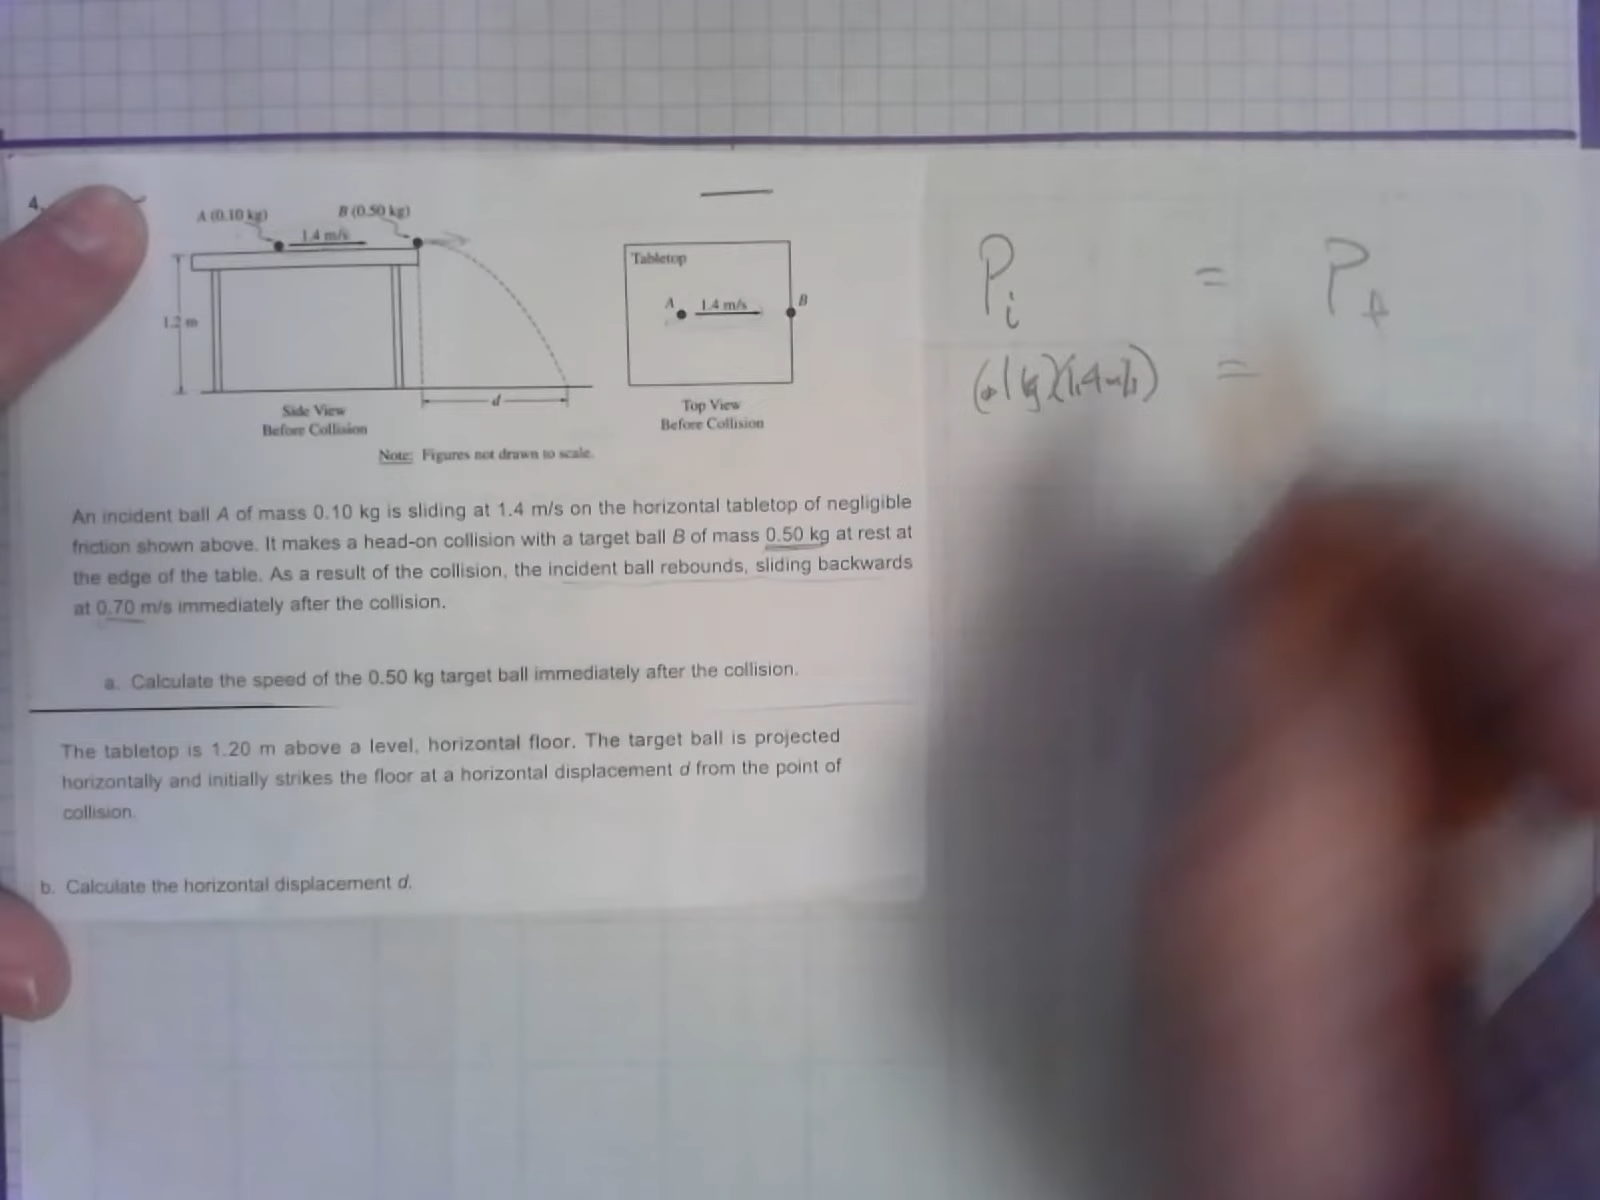 4.
A (0.10 kg)
B (0.50 kg)
1.4 m/s
1.2 m
d
Side View
Before Collision
Tabletop
A
1.4 m/s
B
Top View
Before Collision
Note: Figures not drawn to scale.
An incident ball A of mass 0.10 kg is sliding at 1.4 m/s on the horizontal tabletop of negligible
friction shown above. It makes a head-on collision with a target ball B of mass 0.50 kg at rest at
the edge of the table. As a result of the collision, the incident ball rebounds, sliding backwards
at 0.70 m/s immediately after the collision.
a. Calculate the speed of the 0.50 kg target ball immediately after the collision.
The tabletop is 1.20 m above a level, horizontal floor. The target ball is projected
horizontally and initially strikes the floor at a horizontal displacement d from the point of
collision.
b. Calculate the horizontal displacement d.
Pi = Pf
(.1 kg)(1.4 m/s) =